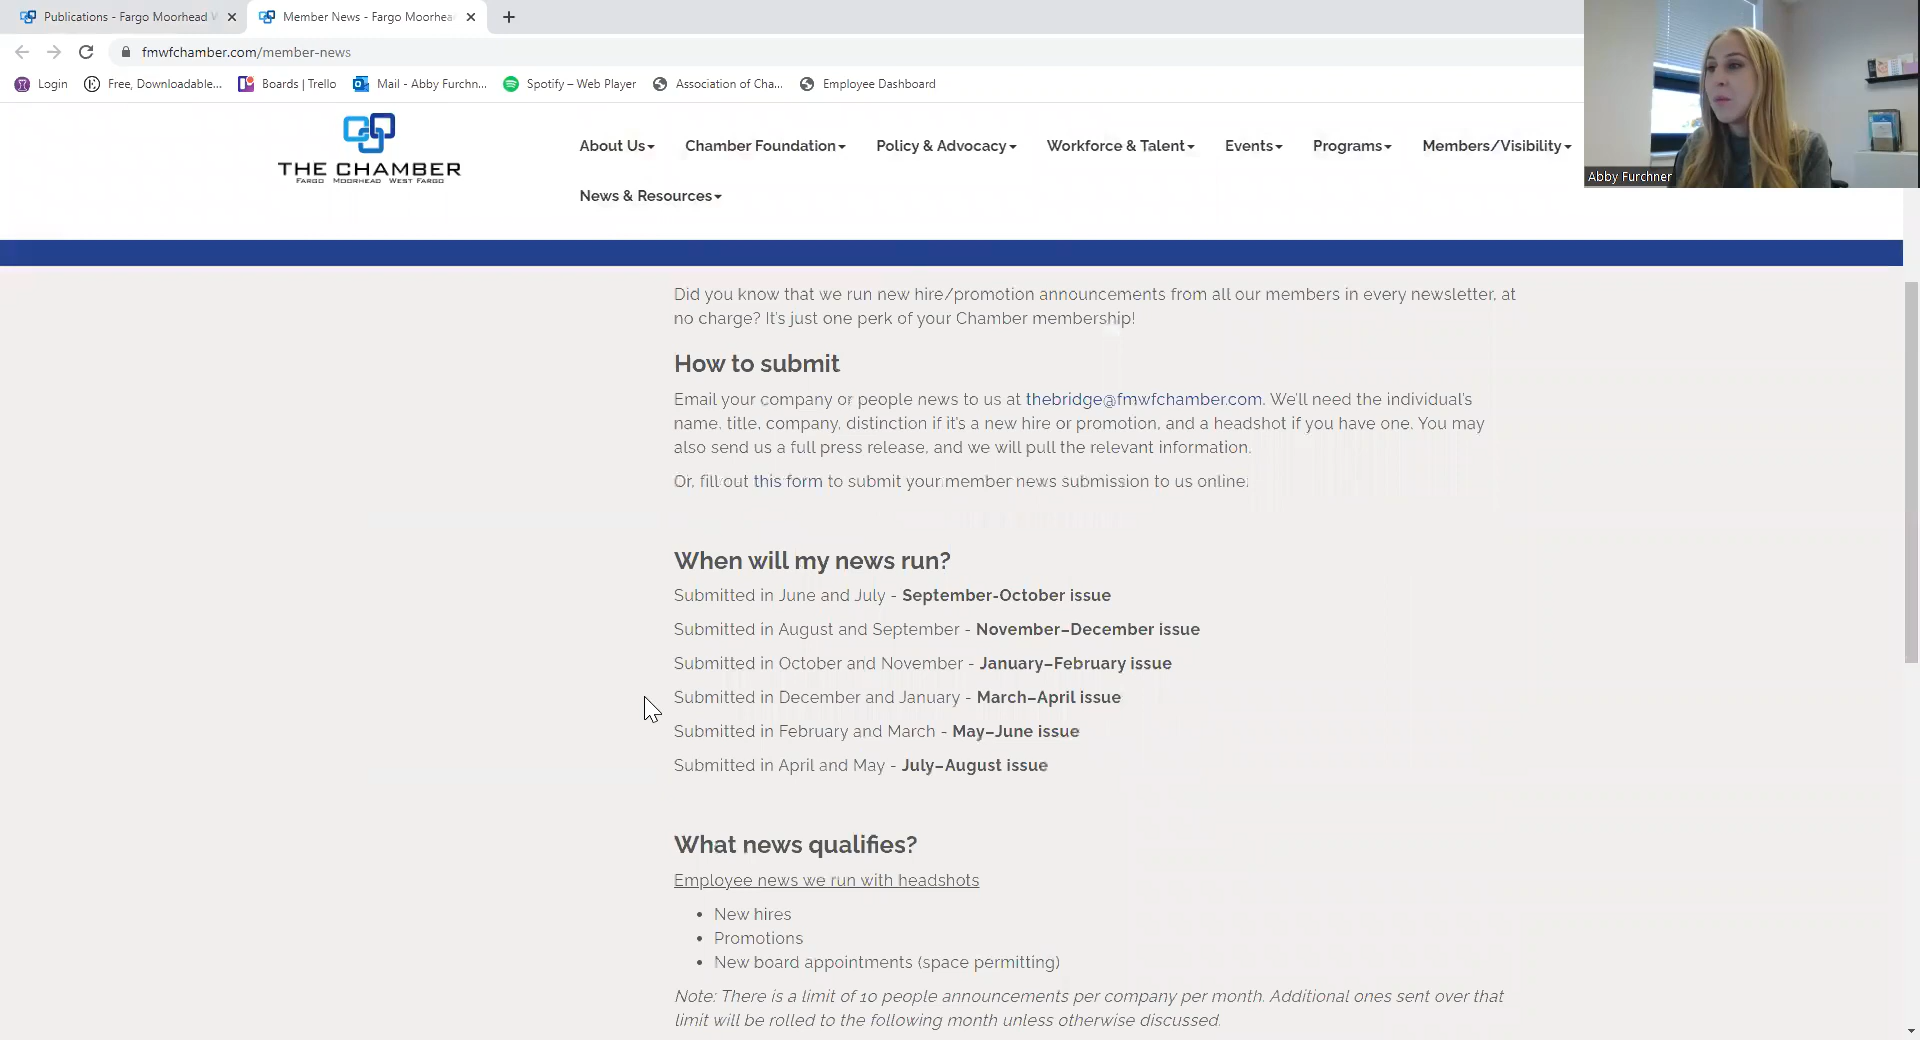 Publications - Fargo Moorhead
Member News - Fargo Moorhea
fmwfchamber.com/member-news
Login
Free, Downloadable...
Boards | Trello
Mail - Abby Furchn...
Spotify – Web Player
Association of Cha...
Employee Dashboard
THE CHAMBER
FARGO MOORHEAD WEST FARGO
About Us
Chamber Foundation
Policy & Advocacy
Workforce & Talent
Events
Programs
Members/Visibility
News & Resources
Abby Furchner
Did you know that we run new hire/promotion announcements from all our members in every newsletter, at
no charge? It's just one perk of your Chamber membership!
How to submit
Email your company or people news to us at thebridge@fmwfchamber.com. We'll need the individual's
name, title, company, distinction if it's a new hire or promotion, and a headshot if you have one. You may
also send us a full press release, and we will pull the relevant information.
Or, fill out this form to submit your member news submission to us online.
When will my news run?
Submitted in June and July - September-October issue
Submitted in August and September - November–December issue
Submitted in October and November - January–February issue
Submitted in December and January - March–April issue
Submitted in February and March - May–June issue
Submitted in April and May - July–August issue
What news qualifies?
Employee news we run with headshots
• New hires
• Promotions
• New board appointments (space permitting)
Note: There is a limit of 10 people announcements per company per month. Additional ones sent over that
limit will be rolled to the following month unless otherwise discussed.